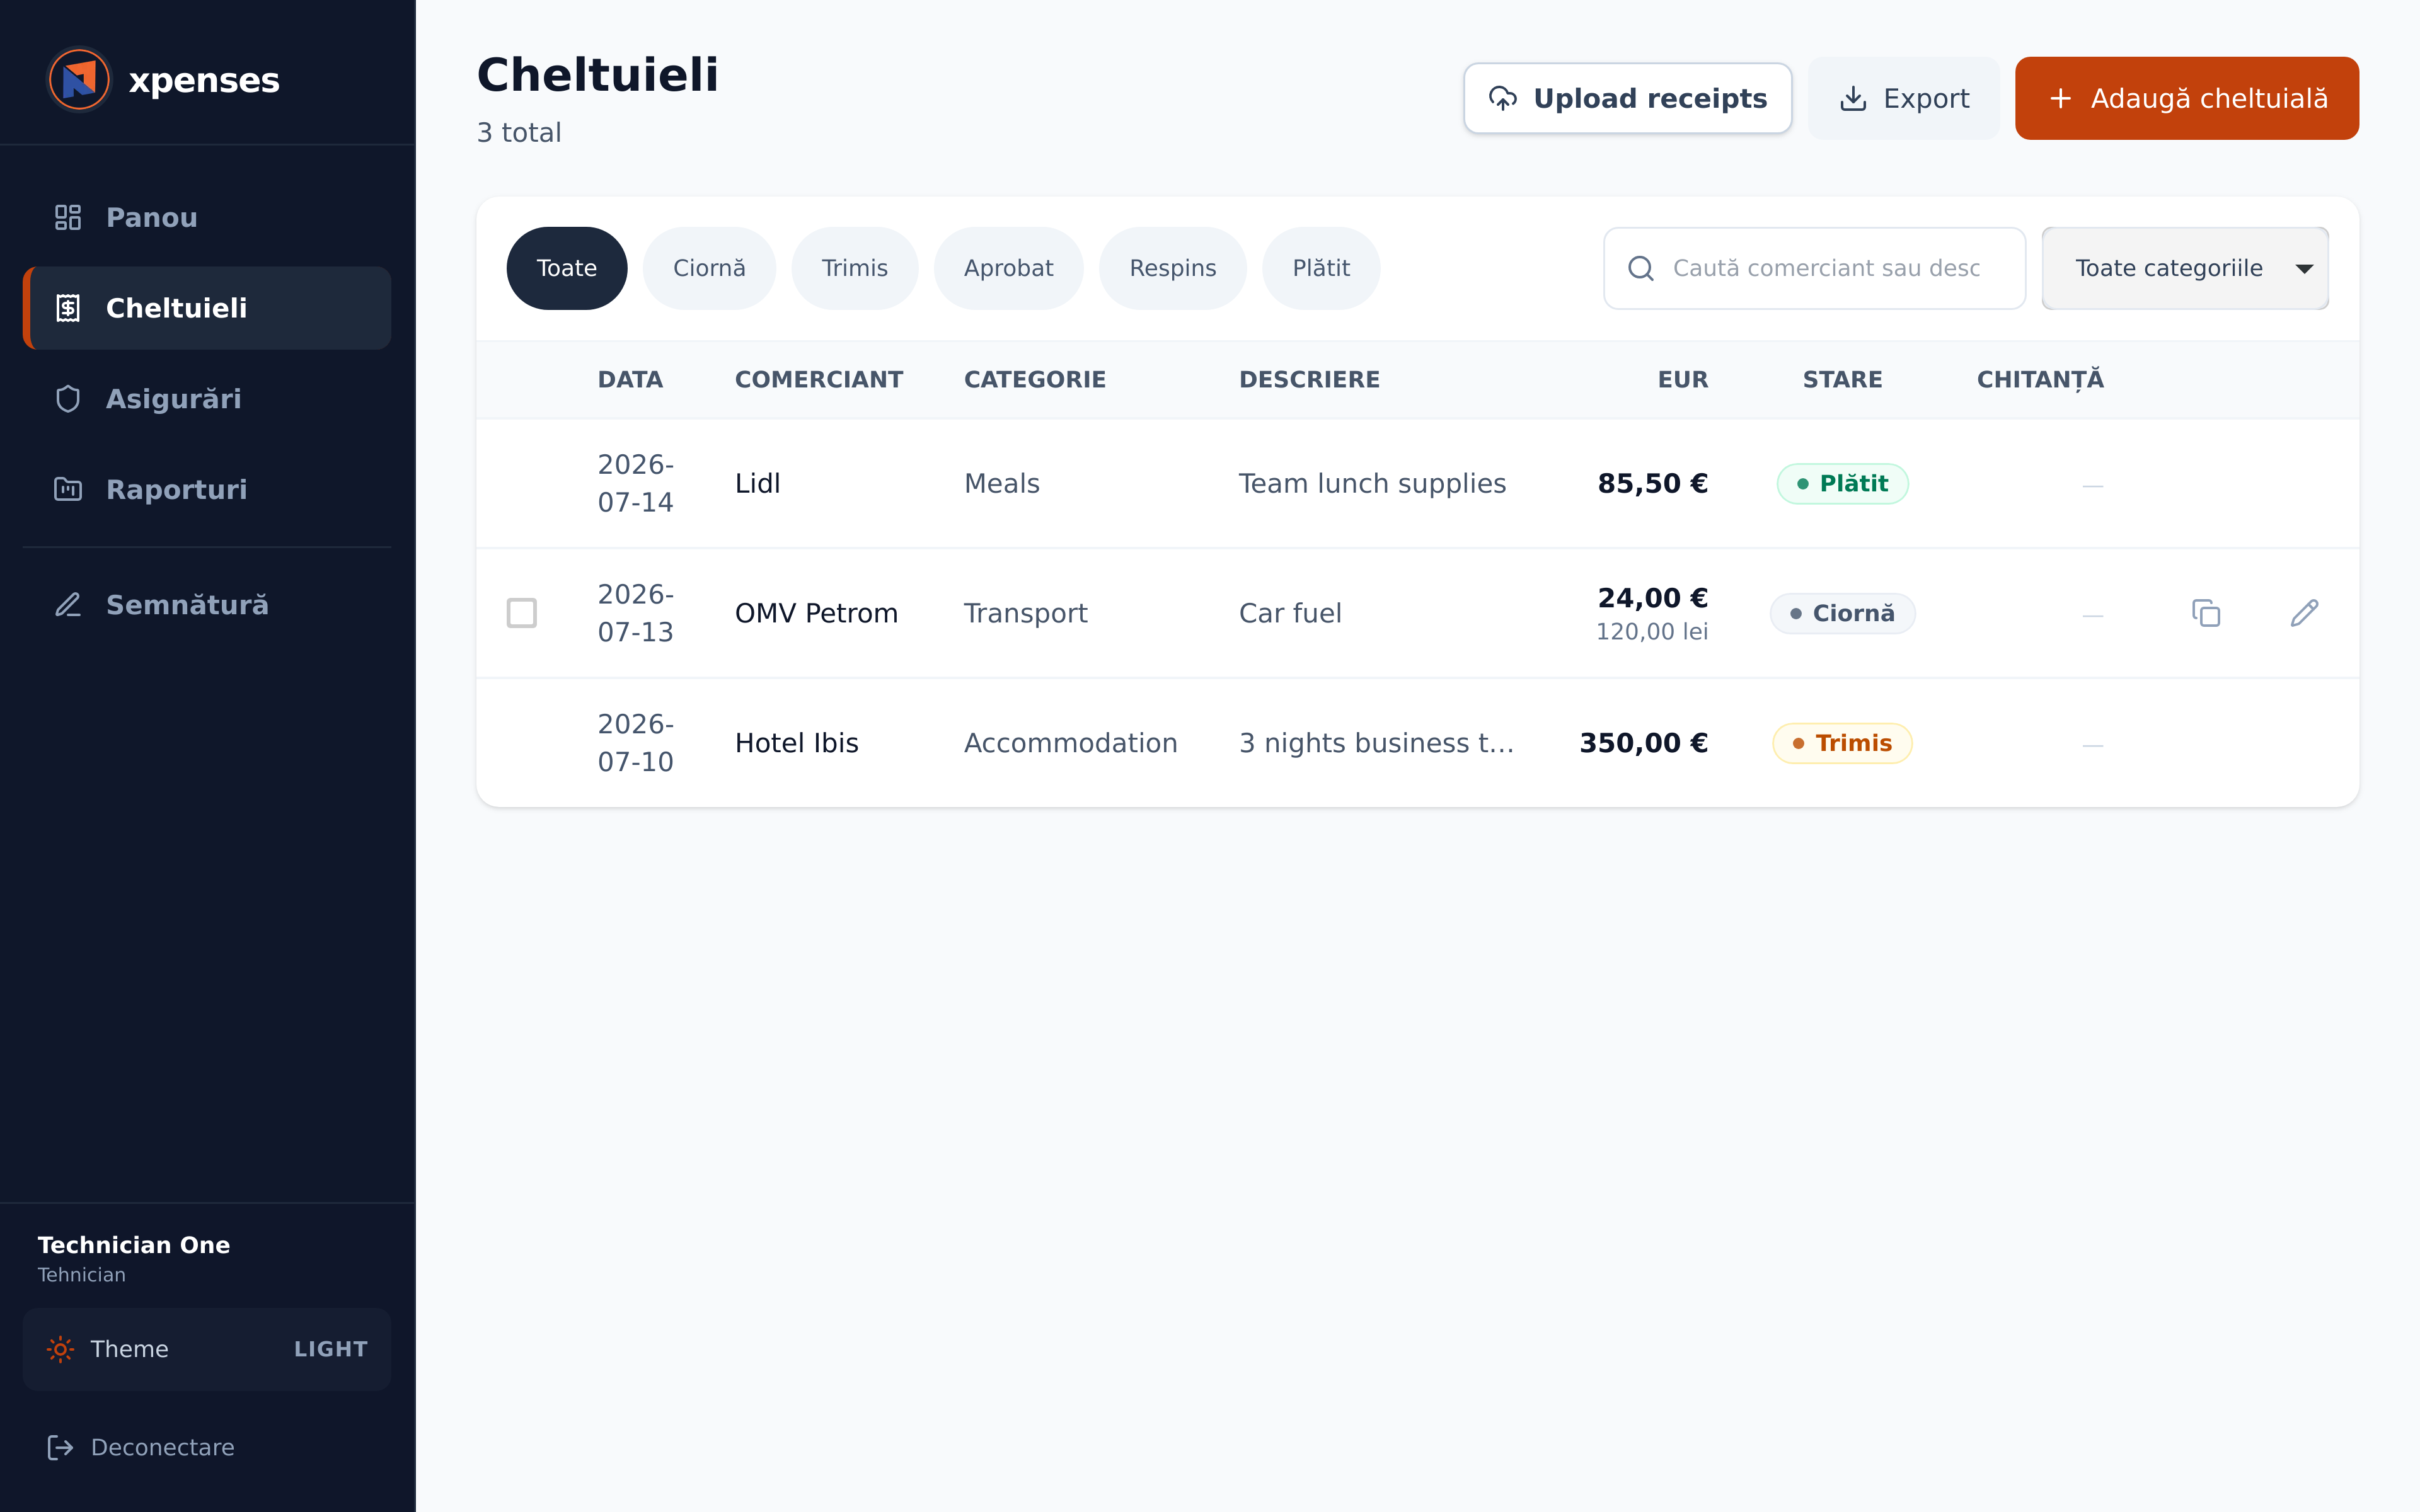 xpenses
Panou
Cheltuieli
Asigurări
Raporturi
Semnătură
Technician One
Tehnician
Theme LIGHT
Deconectare
Cheltuieli
3 total
Upload receipts
Export
+ Adaugă cheltuială
Toate Ciornă Trimis Aprobat Respins Plătit
Caută comerciant sau desc
Toate categoriile
DATA COMERCIANT CATEGORIE DESCRIERE EUR STARE CHITANȚĂ
2026-
07-14
Lidl Meals Team lunch supplies 85,50 € Plătit —
2026-
07-13
OMV Petrom Transport Car fuel 24,00 € Ciornă —
120,00 lei
2026-
07-10
Hotel Ibis Accommodation 3 nights business t… 350,00 € Trimis —